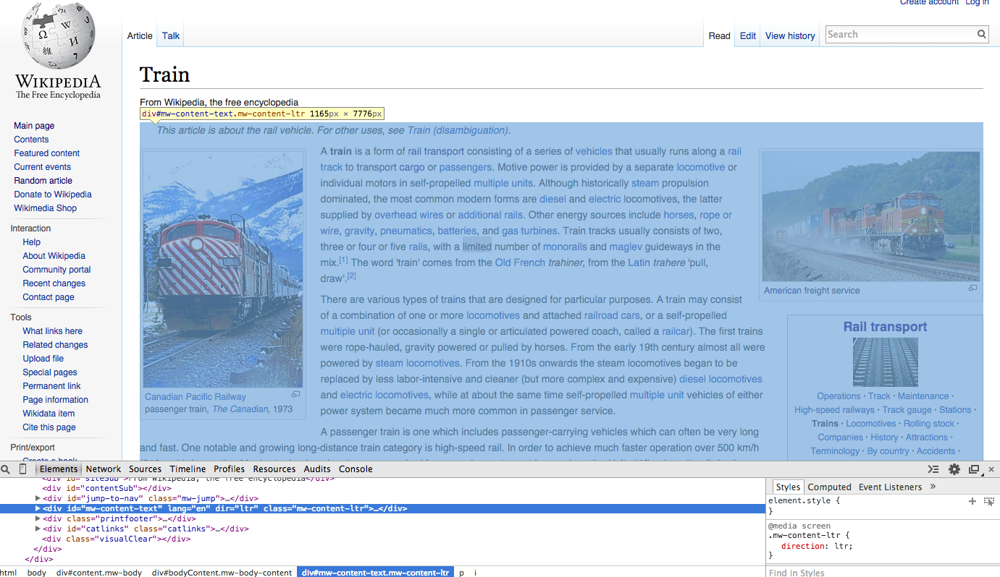 Create account Log in
WIKIPEDIA
The Free Encyclopedia
Article Talk
Read Edit View history
Search
Main page
Contents
Featured content
Current events
Random article
Donate to Wikipedia
Wikimedia Shop
Interaction
Help
About Wikipedia
Community portal
Recent changes
Contact page
Tools
What links here
Related changes
Upload file
Special pages
Permanent link
Page information
Wikidata item
Cite this page
Print/export
Create a book
Train
From Wikipedia, the free encyclopedia
div#mw-content-text.mw-content-ltr 1165px × 7776px
This article is about the rail vehicle. For other uses, see Train (disambiguation).
Canadian Pacific Railway
passenger train, The Canadian, 1973
A train is a form of rail transport consisting of a series of vehicles that usually runs along a rail
track to transport cargo or passengers. Motive power is provided by a separate locomotive or
individual motors in self-propelled multiple units. Although historically steam propulsion
dominated, the most common modern forms are diesel and electric locomotives, the latter
supplied by overhead wires or additional rails. Other energy sources include horses, rope or
wire, gravity, pneumatics, batteries, and gas turbines. Train tracks usually consists of two,
three or four or five rails, with a limited number of monorails and maglev guideways in the
mix.[1] The word 'train' comes from the Old French trahiner, from the Latin trahere 'pull,
draw'.[2]
There are various types of trains that are designed for particular purposes. A train may consist
of a combination of one or more locomotives and attached railroad cars, or a self-propelled
multiple unit (or occasionally a single or articulated powered coach, called a railcar). The first trains
were rope-hauled, gravity powered or pulled by horses. From the early 19th century almost all were
powered by steam locomotives. From the 1910s onwards the steam locomotives began to be
replaced by less labor-intensive and cleaner (but more complex and expensive) diesel locomotives
and electric locomotives, while at about the same time self-propelled multiple unit vehicles of either
power system became much more common in passenger service.
A passenger train is one which includes passenger-carrying vehicles which can often be very long
and fast. One notable and growing long-distance train category is high-speed rail. In order to achieve much faster operation over 500 km/h
American freight service
Rail transport
Operations · Track · Maintenance ·
High-speed railways · Track gauge · Stations ·
Trains · Locomotives · Rolling stock ·
Companies · History · Attractions ·
Terminology · By country · Accidents ·
Elements Network Sources Timeline Profiles Resources Audits Console
<div id="siteSub">From Wikipedia, the free encyclopedia</div>
<div id="contentSub"></div>
<div id="jump-to-nav" class="mw-jump">…</div>
<div id="mw-content-text" lang="en" dir="ltr" class="mw-content-ltr">…</div>
<div class="printfooter">…</div>
<div id="catlinks" class="catlinks">…</div>
<div class="visualClear"></div>
</div>
</div>
html body div#content.mw-body div#bodyContent.mw-body-content div#mw-content-text.mw-content-ltr p i
Styles Computed Event Listeners »
element.style {
}
@media screen
.mw-content-ltr {
direction: ltr;
}
Find in Styles